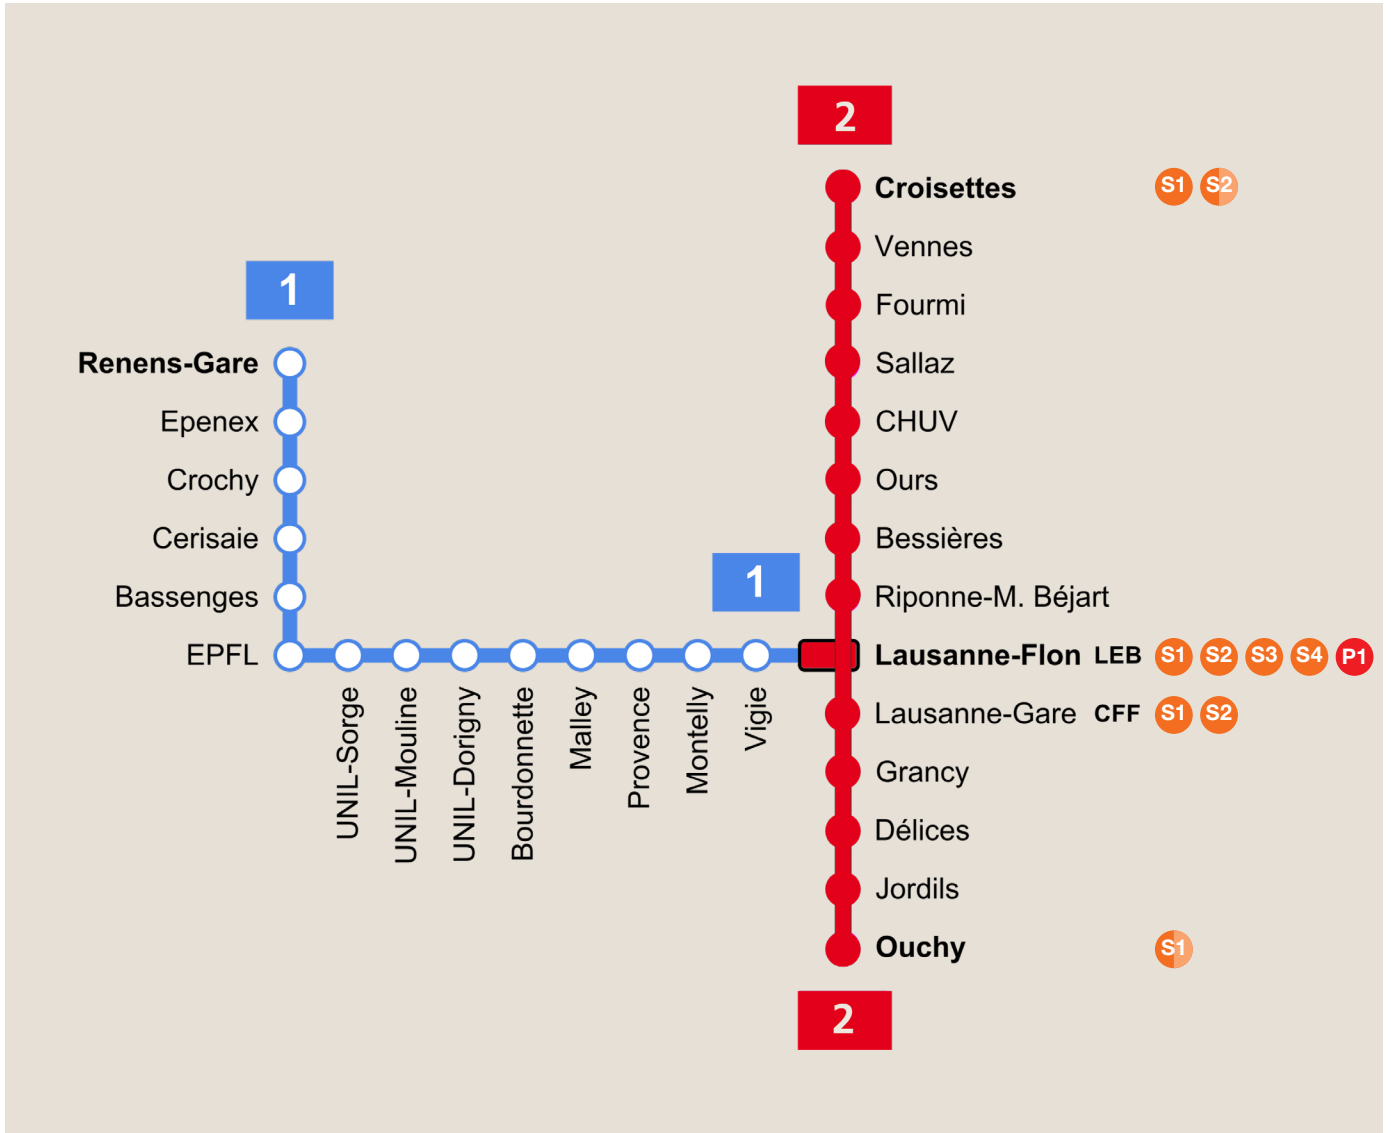 2
Croisettes S1 S2
Vennes
Fourmi
1
Renens-Gare
Sallaz
Epenex
CHUV
Crochy
Ours
Cerisaie
Bessières
1
Bassenges
Riponne-M. Béjart
EPFL
Lausanne-Flon LEB S1 S2 S3 S4 P1
UNIL-Sorge
UNIL-Mouline
UNIL-Dorigny
Bourdonnette
Malley
Provence
Montelly
Vigie
Lausanne-Gare CFF S1 S2
Grancy
Délices
Jordils
Ouchy S1
2